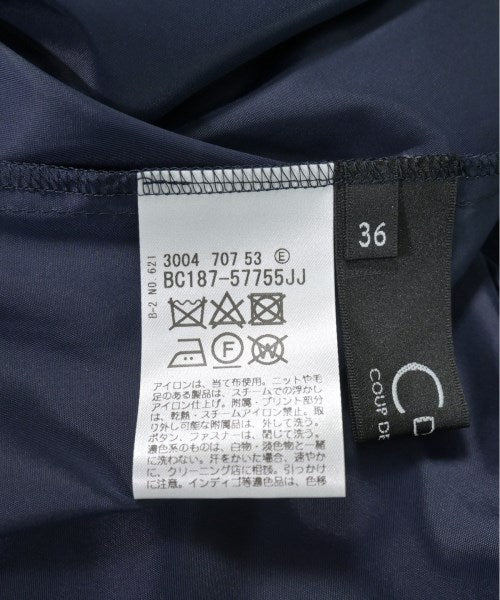 3004 707 53 Ⓔ
BC187-57755JJ
B-2 NO.621
36
アイロンは、当て布使用。ニットや毛
足のある製品は、スチームでの浮かし
アイロン仕上げ。附属・プリント部分
は、乾熱・スチームアイロン禁止。取
り外し可能な附属品は、外して洗う。
ボタン、ファスナーは、閉じて洗う。
濃色系のものは、白物・淡色物と一緒
に洗わない。汗をかいた場合、速やか
に、クリーニング店に相談。引っかけ
に注意。インディゴ等濃色品は、色移
COUP DE